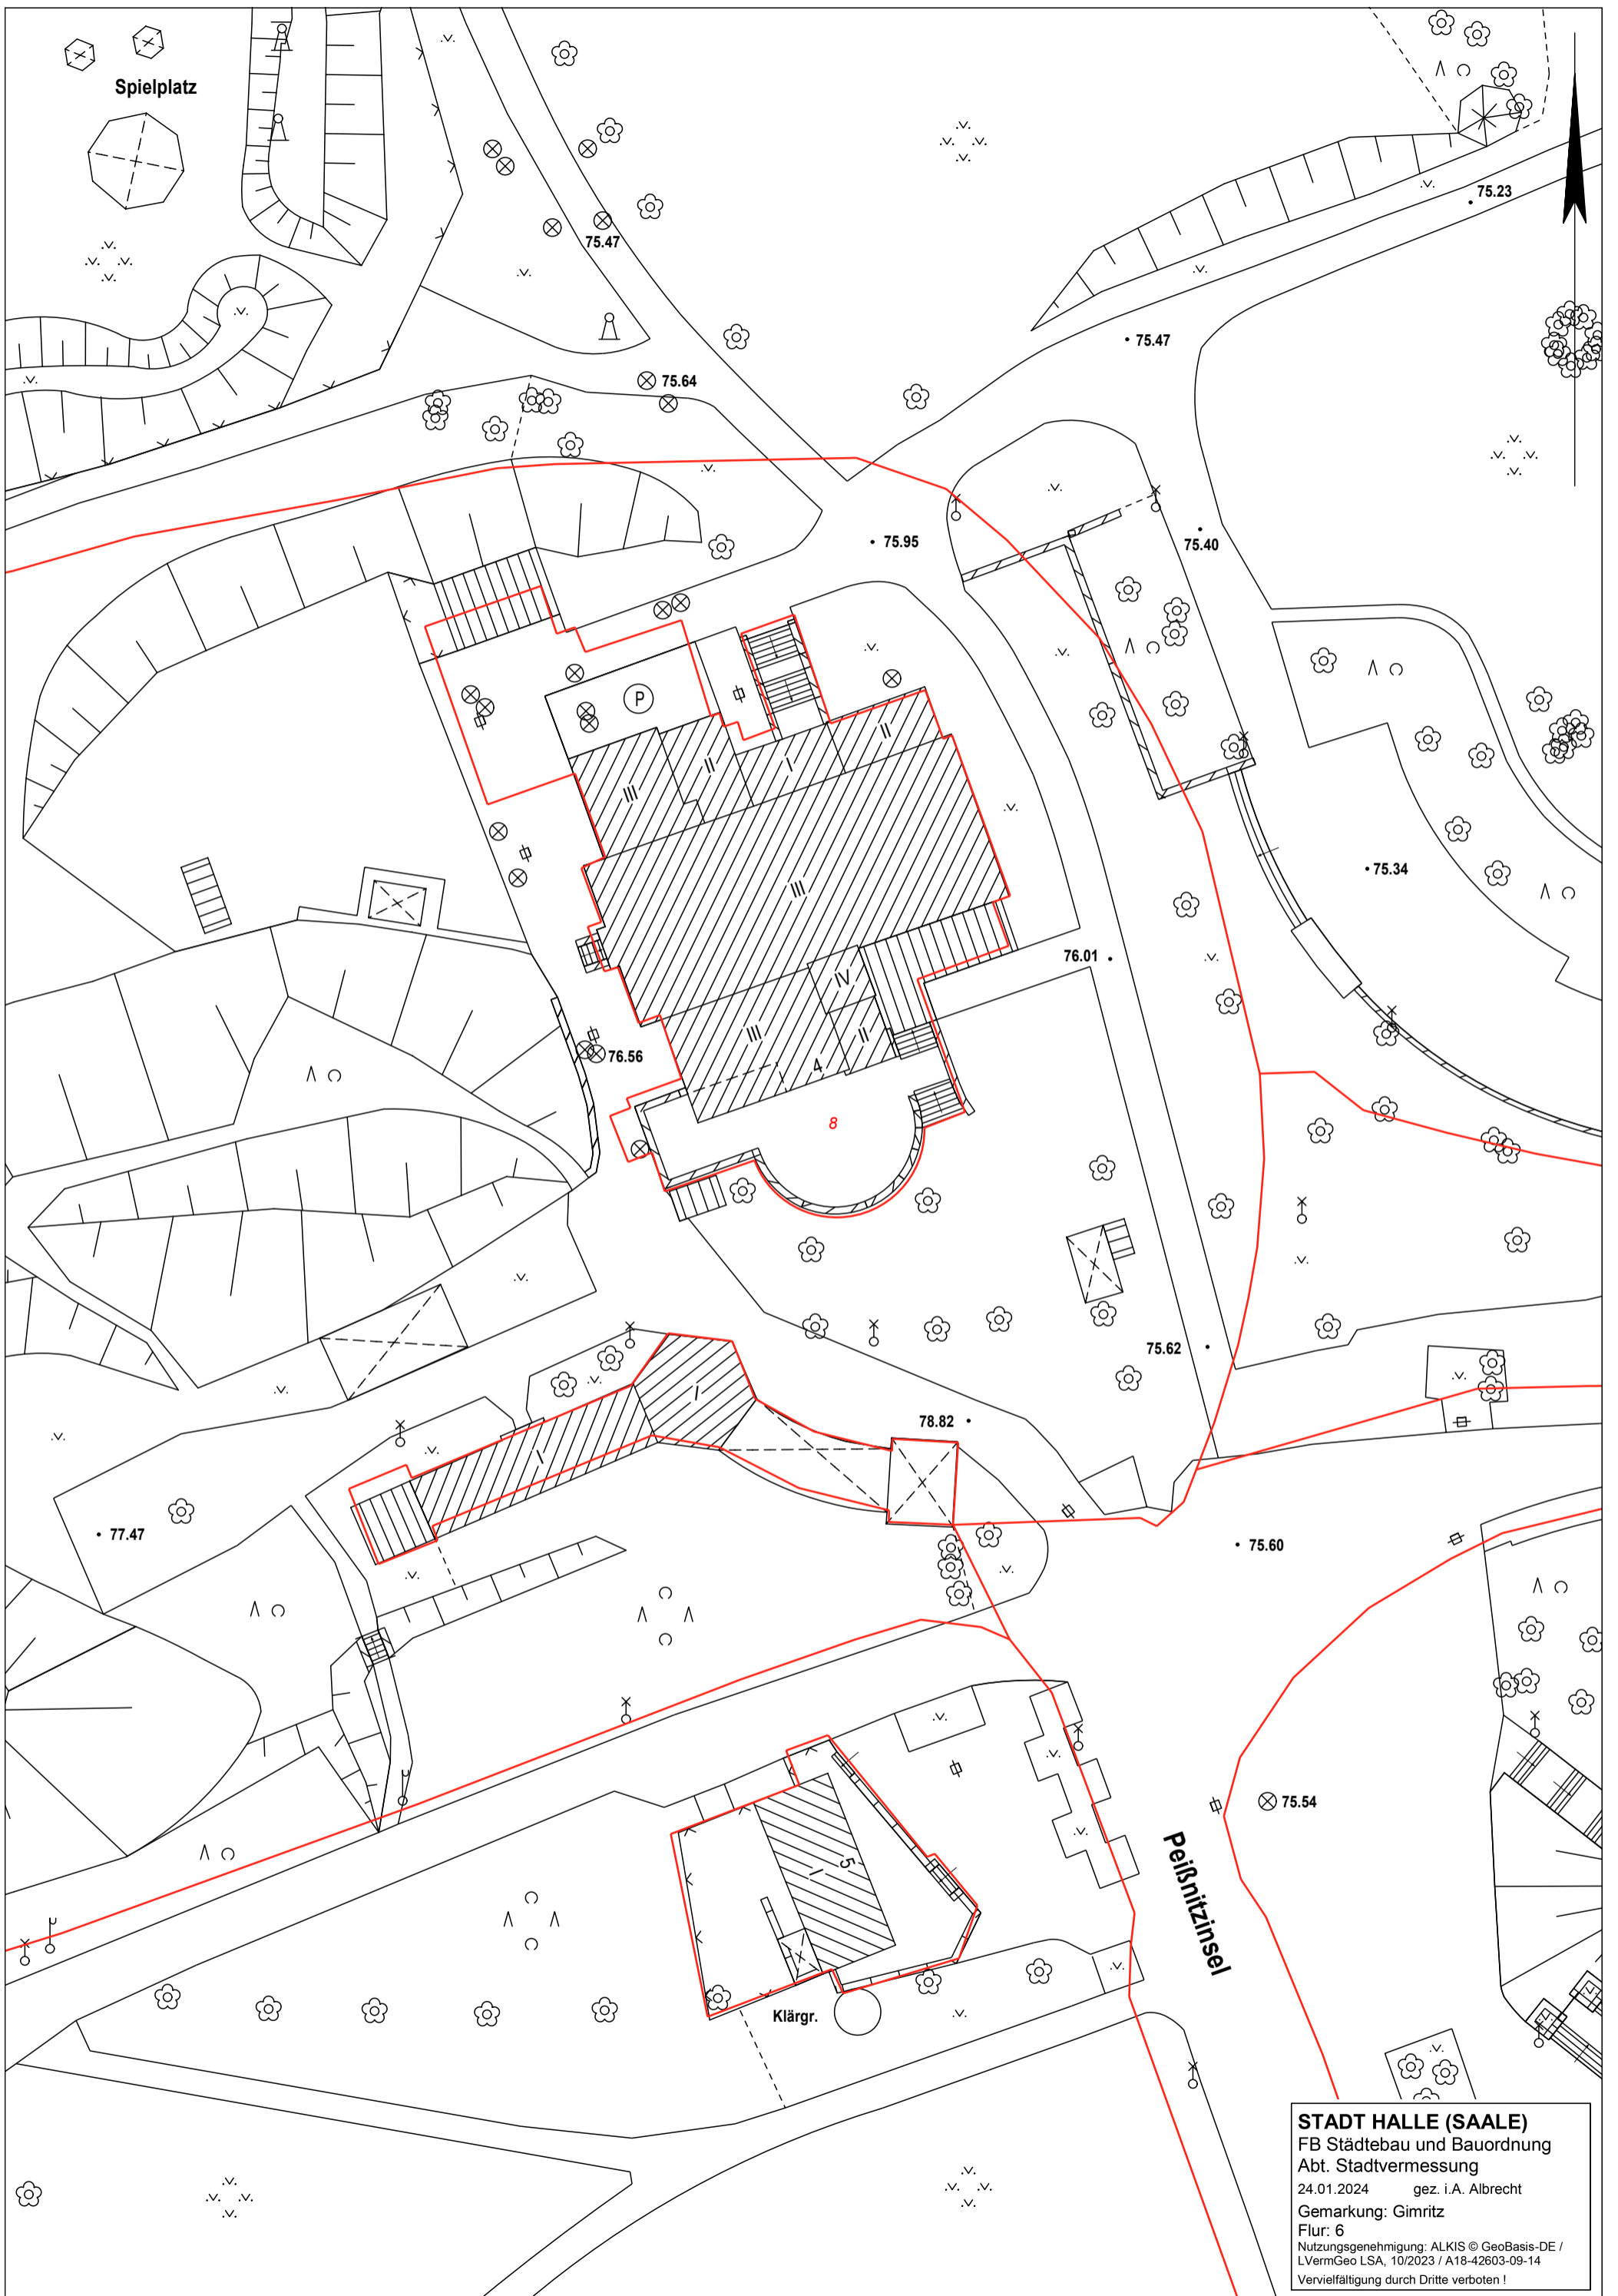 Spielplatz
75.23
75.47
75.47
75.64
75.95
75.40
P
II
I
II
III
75.34
III
76.01
IV
76.56
III
II
4
8
75.62
I
78.82
I
77.47
75.60
75.54
5
I
Peißnitzinsel
Klärgr.
STADT HALLE (SAALE)
FB Städtebau und Bauordnung
Abt. Stadtvermessung
24.01.2024 gez. i.A. Albrecht
Gemarkung: Gimritz
Flur: 6
Nutzungsgenehmigung: ALKIS © GeoBasis-DE /
LVermGeo LSA, 10/2023 / A18-42603-09-14
Vervielfältigung durch Dritte verboten !